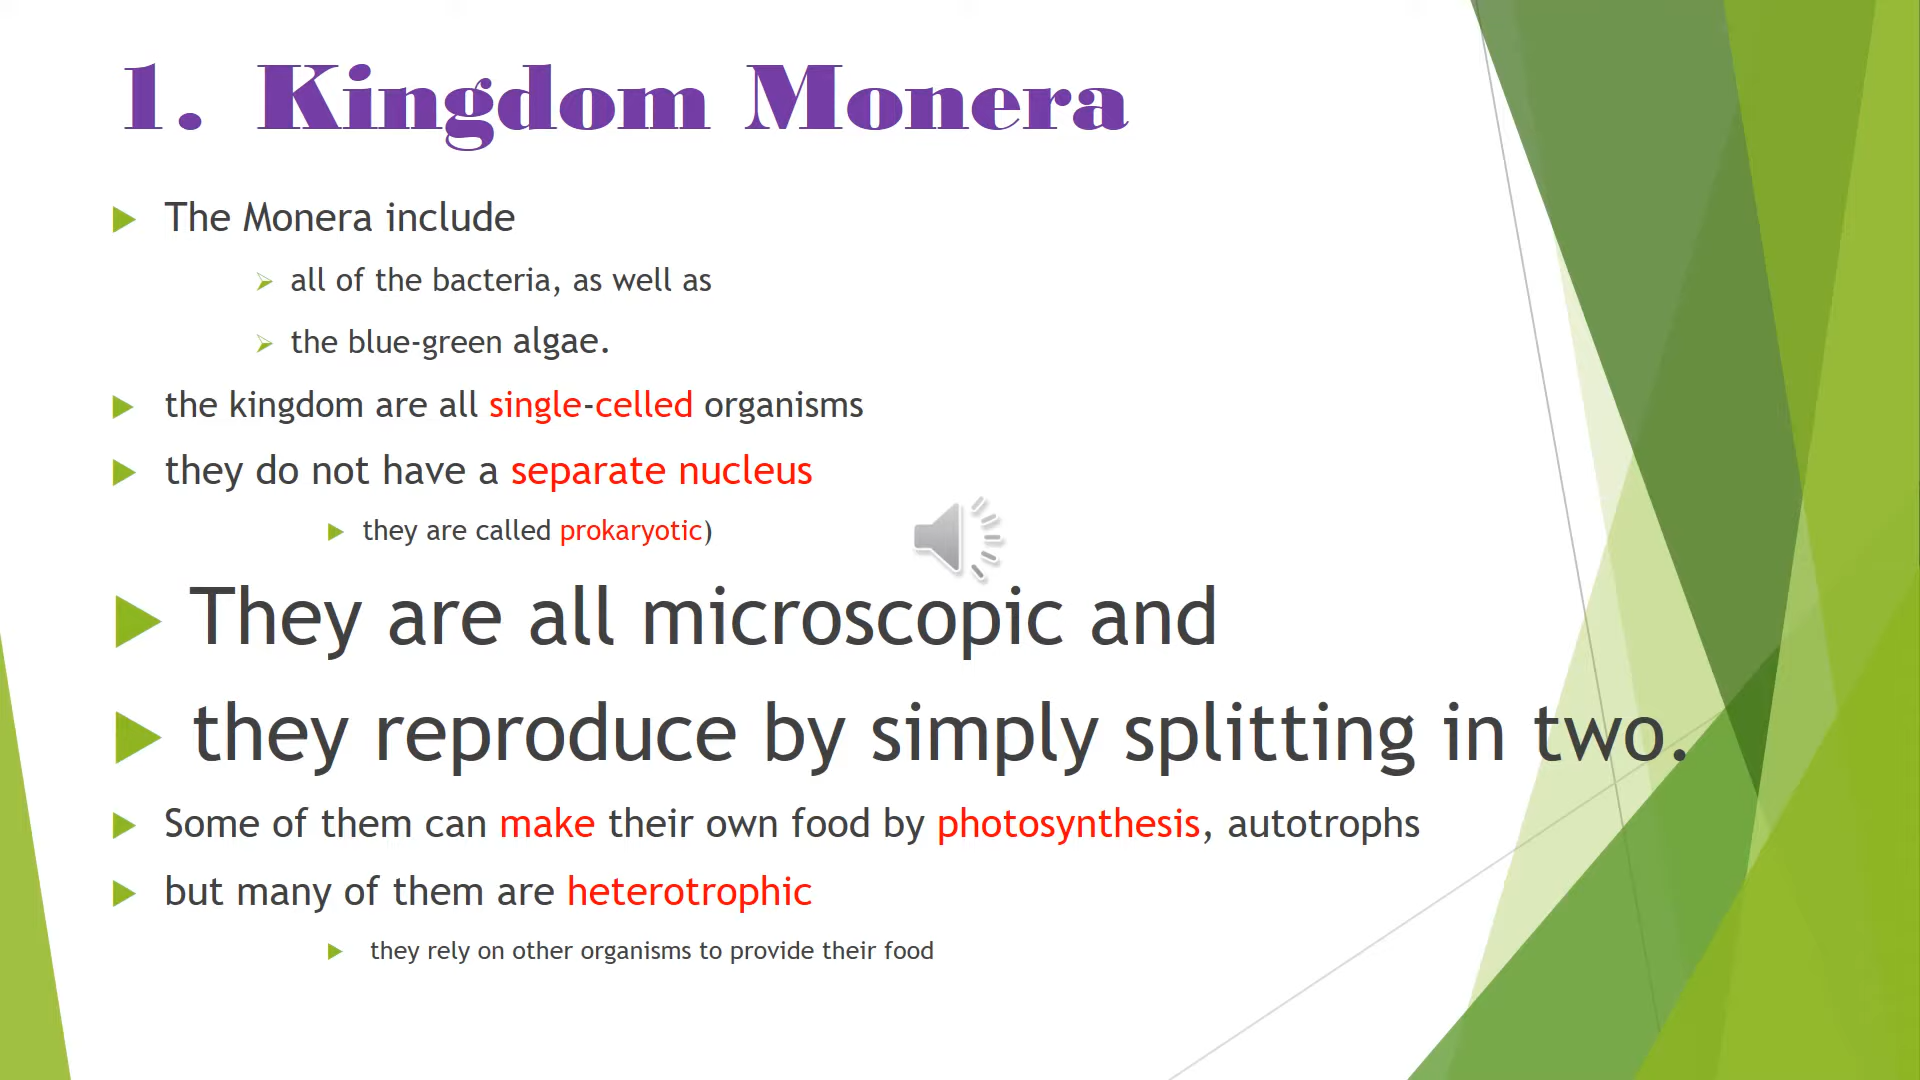 1. Kingdom Monera
The Monera include
all of the bacteria, as well as
the blue-green algae.
the kingdom are all single-celled organisms
they do not have a separate nucleus
they are called prokaryotic)
They are all microscopic and
they reproduce by simply splitting in two.
Some of them can make their own food by photosynthesis, autotrophs
but many of them are heterotrophic
they rely on other organisms to provide their food